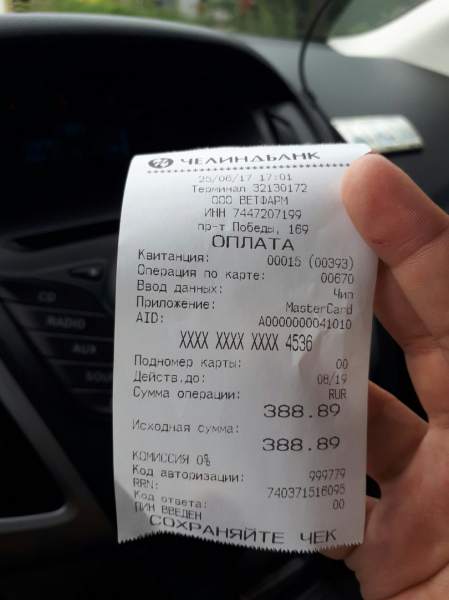 ЧЕЛИНДБАНК
25/06/17 17:01
Терминал 32130172
ООО ВЕТФАРМ
ИНН 7447207199
пр-т Победы, 169
ОПЛАТА
Квитанция: 00015 (00393)
Операция по карте: 00670
Ввод данных: Чип
Приложение: MasterCard
AID: A0000000041010
XXXX XXXX XXXX 4536
Подномер карты: 00
Действ.до: 08/19
Сумма операции: RUR
388.89
Исходная сумма:
388.89
КОМИССИЯ 0%
Код авторизации: 999779
RRN: 740371516095
Код ответа: 00
ПИН ВВЕДЕН
СОХРАНЯЙТЕ ЧЕК
CD
RADIO
AUX